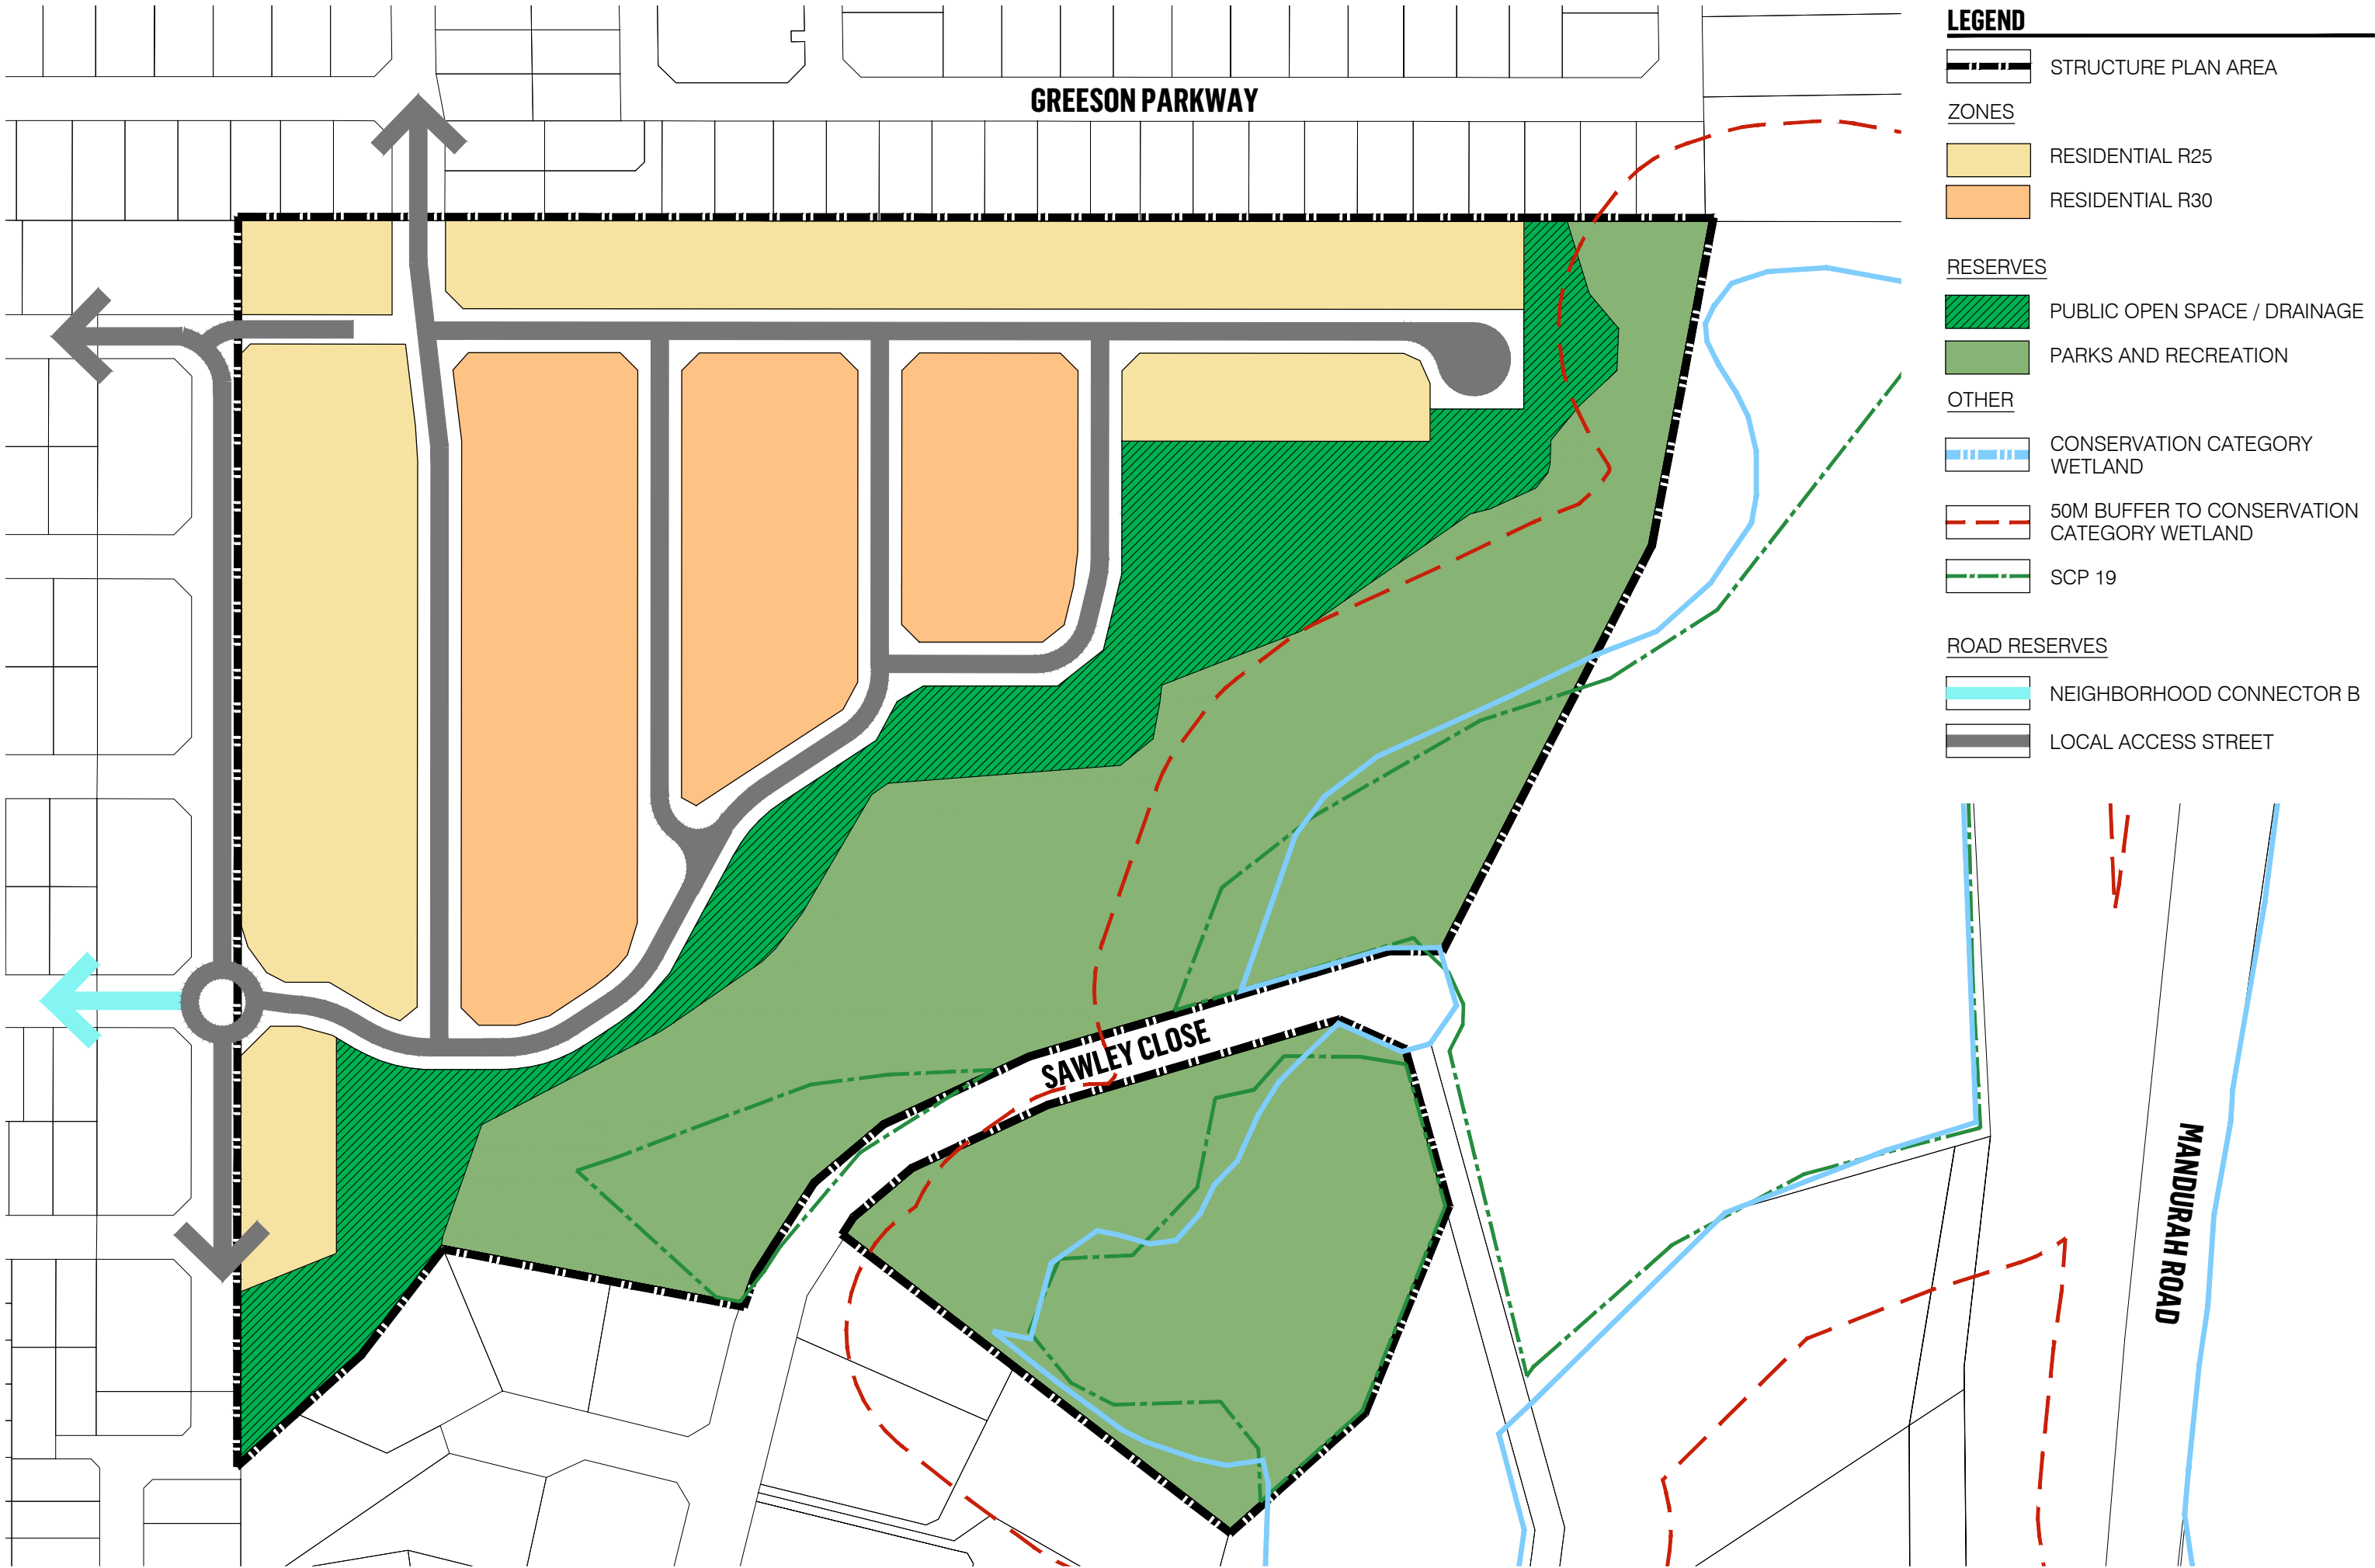 GREESON PARKWAY
SAWLEY CLOSE
MANDURAH ROAD
LEGEND
STRUCTURE PLAN AREA
ZONES
RESIDENTIAL R25
RESIDENTIAL R30
RESERVES
PUBLIC OPEN SPACE / DRAINAGE
PARKS AND RECREATION
OTHER
CONSERVATION CATEGORY
WETLAND
50M BUFFER TO CONSERVATION
CATEGORY WETLAND
SCP 19
ROAD RESERVES
NEIGHBORHOOD CONNECTOR B
LOCAL ACCESS STREET